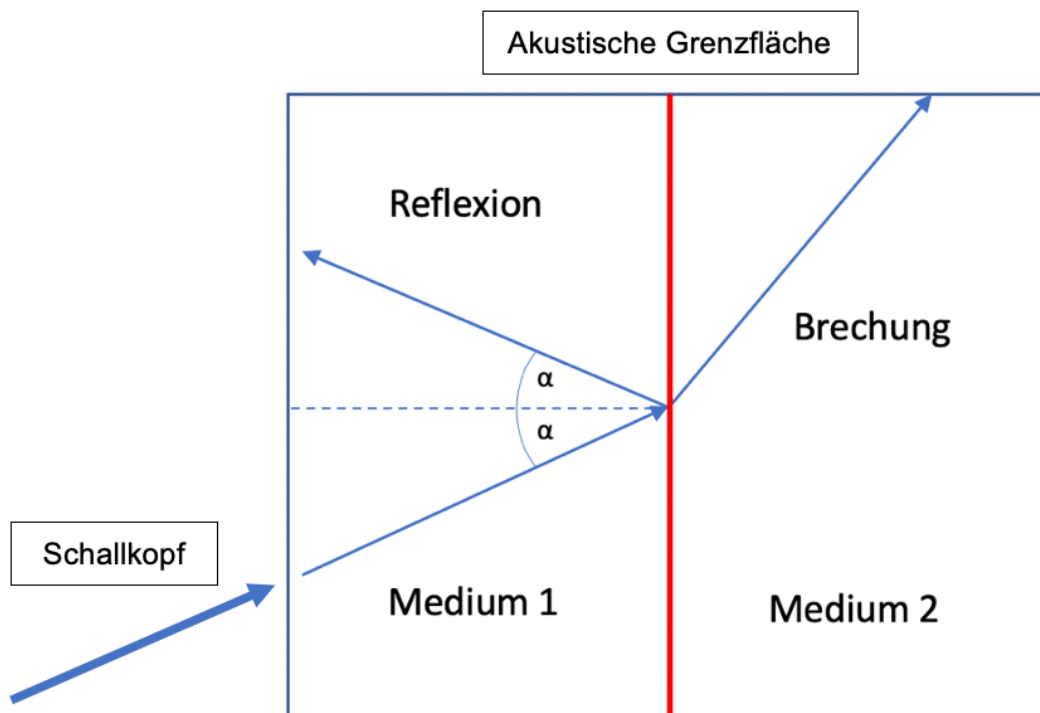 Akustische Grenzfläche
Reflexion
Brechung
α
α
Schallkopf
Medium 1
Medium 2